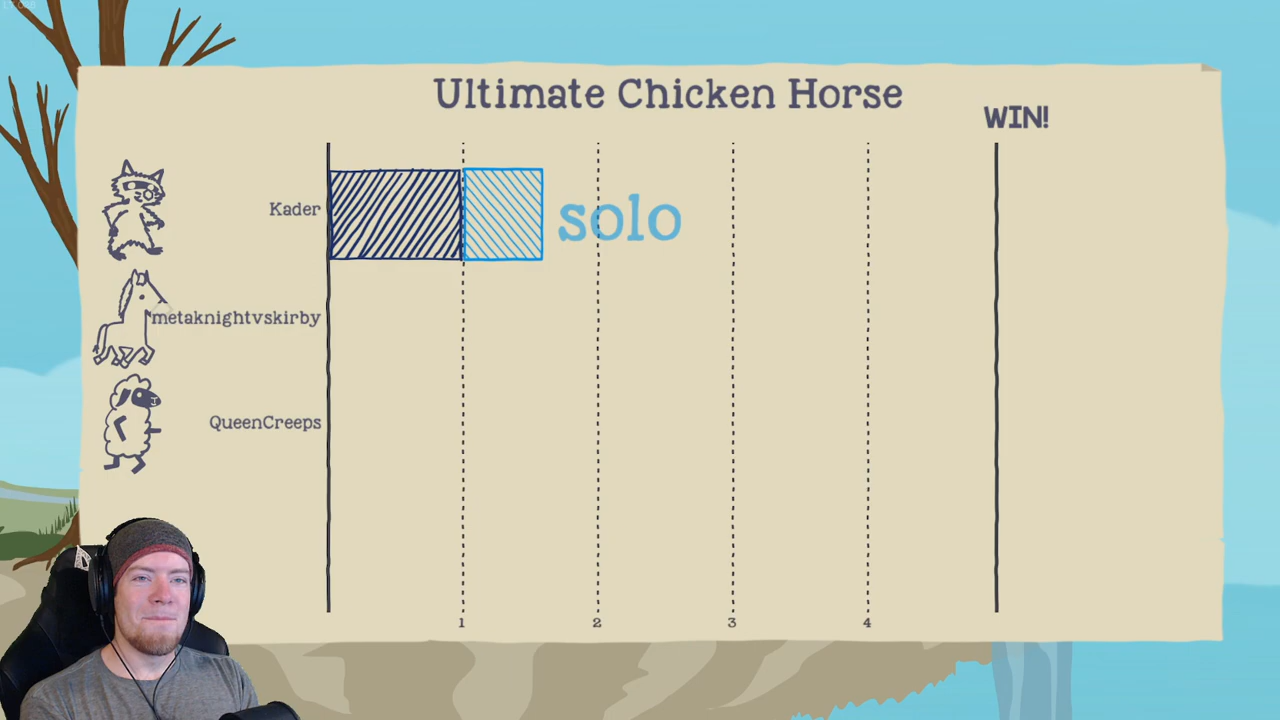 Ultimate Chicken Horse
WIN!
Kader
solo
metaknightvskirby
QueenCreeps
1 2 3 4